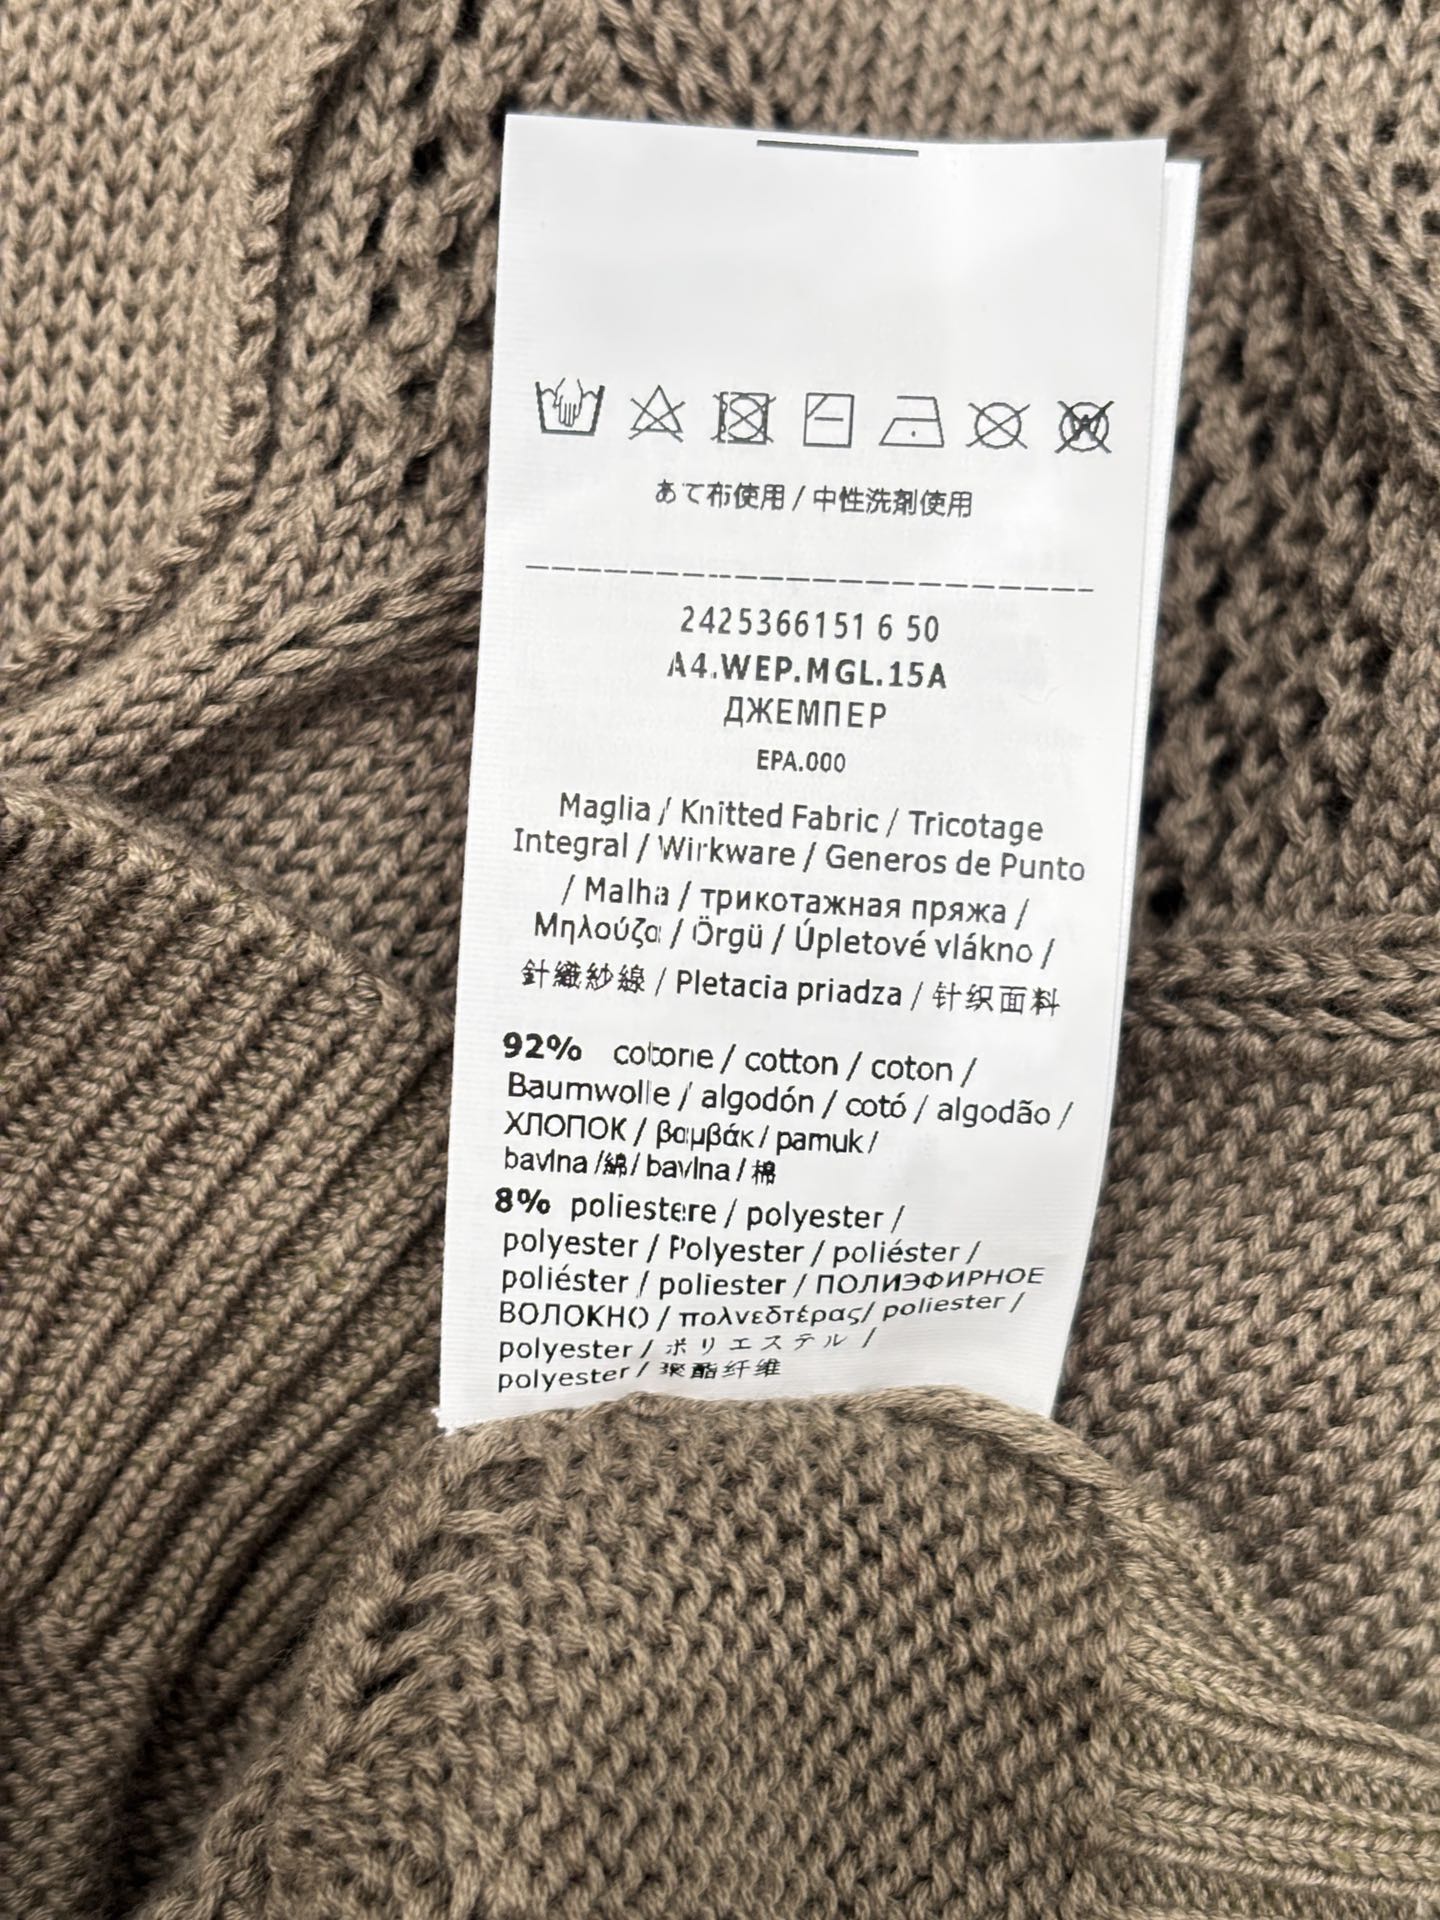 あて布使用 / 中性洗剤使用
2425366151 6 50
A4.WEP.MGL.15A
ДЖЕМПЕР
EPA.000
Maglia / Knitted Fabric / Tricotage
Integral / Wirkware / Generos de Punto
/ Malha / трикотажная пряжа /
Μηλούζα / Örgü / Úpletové vlákno /
針織紗線 / Pletacia priadza / 针织面料
92% cotone / cotton / coton /
Baumwolle / algodón / cotó / algodão /
ХЛОПОК / βαμβάκ / pamuk /
bavlna /綿/ bavlna / 棉
8% poliestere / polyester /
polyester / Polyester / poliéster /
poliéster / poliester / ПОЛИЭФИРНОЕ
ВОЛОКНО / πολνεδτέρας/ poliester /
polyester / ポリエステル /
polyester / 聚酯纤维